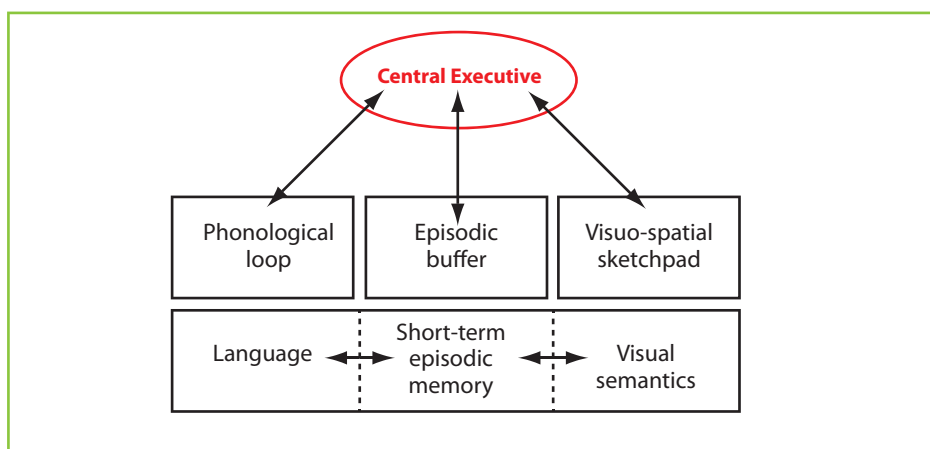 Central Executive
Phonological
loop
Episodic
buffer
Visuo-spatial
sketchpad
Language
Short-term
episodic
memory
Visual
semantics